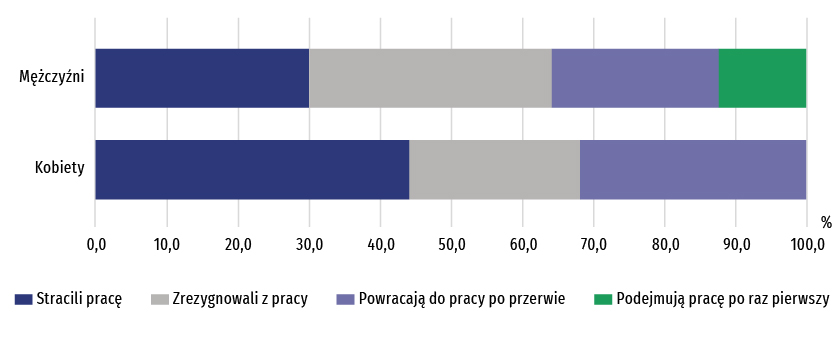 Mężczyźni
Kobiety
%
0,0 10,0 20,0 30,0 40,0 50,0 60,0 70,0 80,0 90,0 100,0
Stracili pracę Zrezygnowali z pracy Powracają do pracy po przerwie Podejmują pracę po raz pierwszy